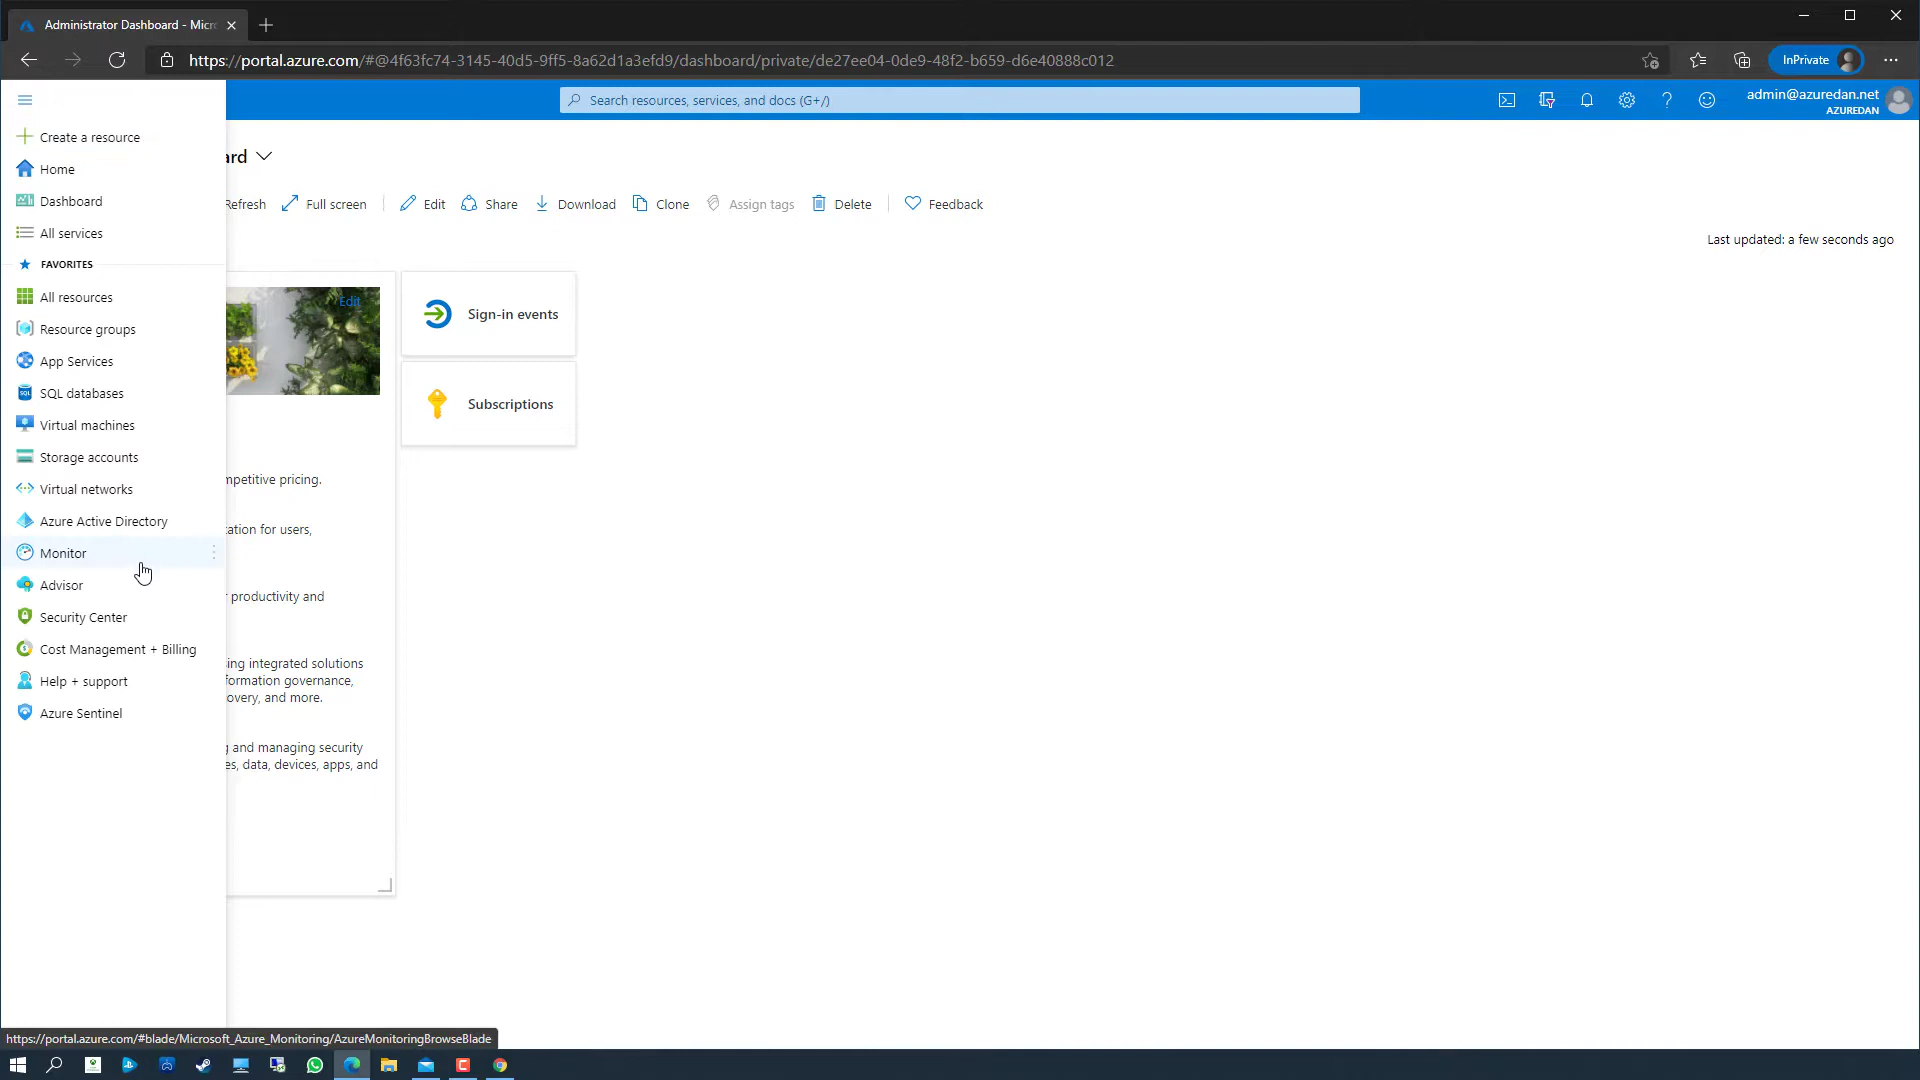 Administrator Dashboard - Micr
https://portal.azure.com/#@4f63fc74-3145-40d5-9ff5-8a62d1a3efd9/dashboard/private/de27ee04-0de9-48f2-b659-d6e40888c012
InPrivate
Search resources, services, and docs (G+/)
admin@azuredan.net
AZUREDAN
Create a resource
Home
Dashboard
All services
FAVORITES
All resources
Resource groups
App Services
SQL databases
Virtual machines
Storage accounts
Virtual networks
Azure Active Directory
Monitor
Advisor
Security Center
Cost Management + Billing
Help + support
Azure Sentinel
ard
Refresh
Full screen
Edit
Share
Download
Clone
Assign tags
Delete
Feedback
Last updated: a few seconds ago
Edit
Sign-in events
Subscriptions
mpetitive pricing.
cation for users,
r productivity and
ing integrated solutions
formation governance,
overy, and more.
g and managing security
es, data, devices, apps, and
https://portal.azure.com/#blade/Microsoft_Azure_Monitoring/AzureMonitoringBrowseBlade